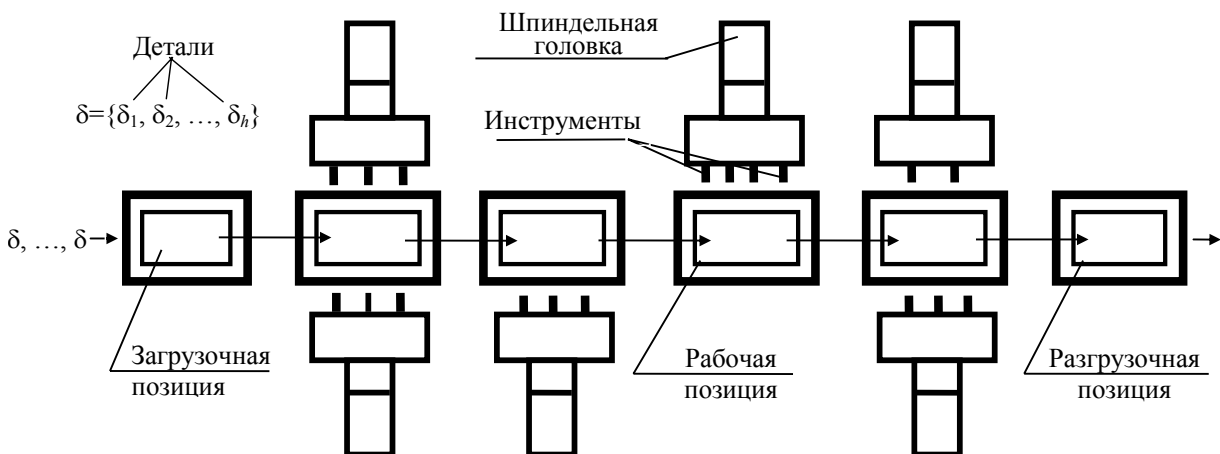 Шпиндельная
головка
Детали
δ={δ1, δ2, …, δh}
Инструменты
δ, …, δ
Загрузочная
позиция
Рабочая
позиция
Разгрузочная
позиция